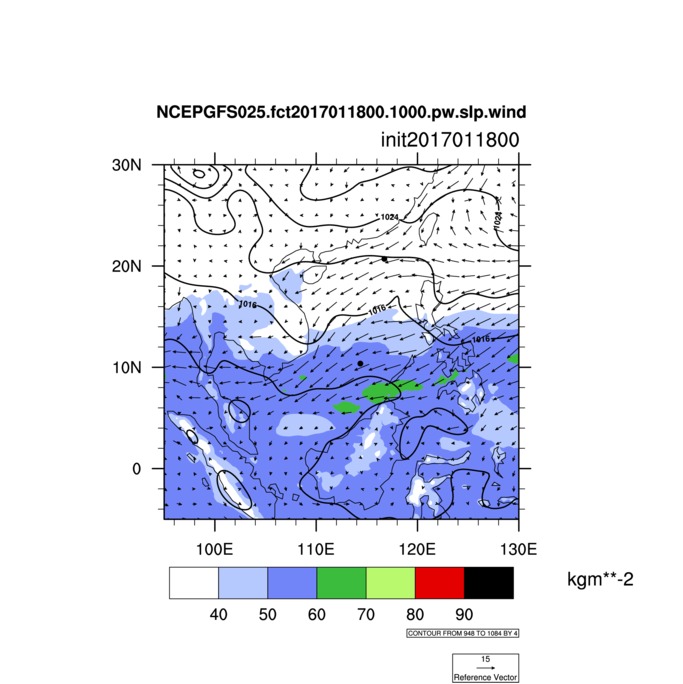 NCEPGFS025.fct2017011800.1000.pw.slp.wind
init2017011800
30N
20N
10N
0
1024
1024
1016
1016
1016
100E 110E 120E 130E
40 50 60 70 80 90
kgm**-2
CONTOUR FROM 948 TO 1084 BY 4
15
Reference Vector